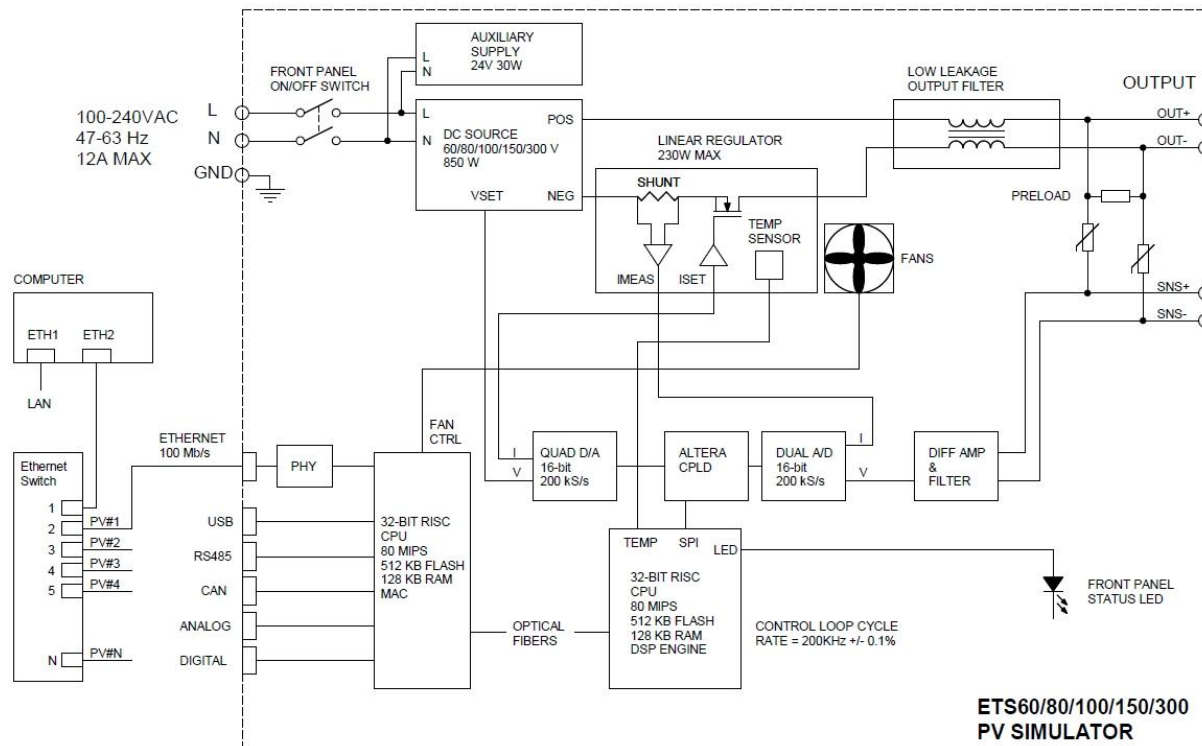 AUXILIARY
SUPPLY
24V 30W
L
N
FRONT PANEL
ON/OFF SWITCH
100-240VAC
47-63 Hz
12A MAX
L
N
GND
L
N
POS
DC SOURCE
60/80/100/150/300 V
850 W
VSET
NEG
LOW LEAKAGE
OUTPUT FILTER
OUTPUT
OUT+
OUT-
LINEAR REGULATOR
230W MAX
SHUNT
TEMP
SENSOR
IMEAS
ISET
FANS
PRELOAD
SNS+
SNS-
COMPUTER
ETH1
ETH2
LAN
ETHERNET
100 Mb/s
Ethernet
Switch
1
2
3
4
5
N
PV#1
PV#2
PV#3
PV#4
PV#N
PHY
USB
RS485
CAN
ANALOG
DIGITAL
FAN
CTRL
32-BIT RISC
CPU
80 MIPS
512 KB FLASH
128 KB RAM
MAC
I
V
QUAD D/A
16-bit
200 kS/s
ALTERA
CPLD
DUAL A/D
16-bit
200 kS/s
I
V
DIFF AMP
&
FILTER
OPTICAL
FIBERS
TEMP
SPI
LED
32-BIT RISC
CPU
80 MIPS
512 KB FLASH
128 KB RAM
DSP ENGINE
CONTROL LOOP CYCLE
RATE = 200KHz +/- 0.1%
FRONT PANEL
STATUS LED
ETS60/80/100/150/300
PV SIMULATOR